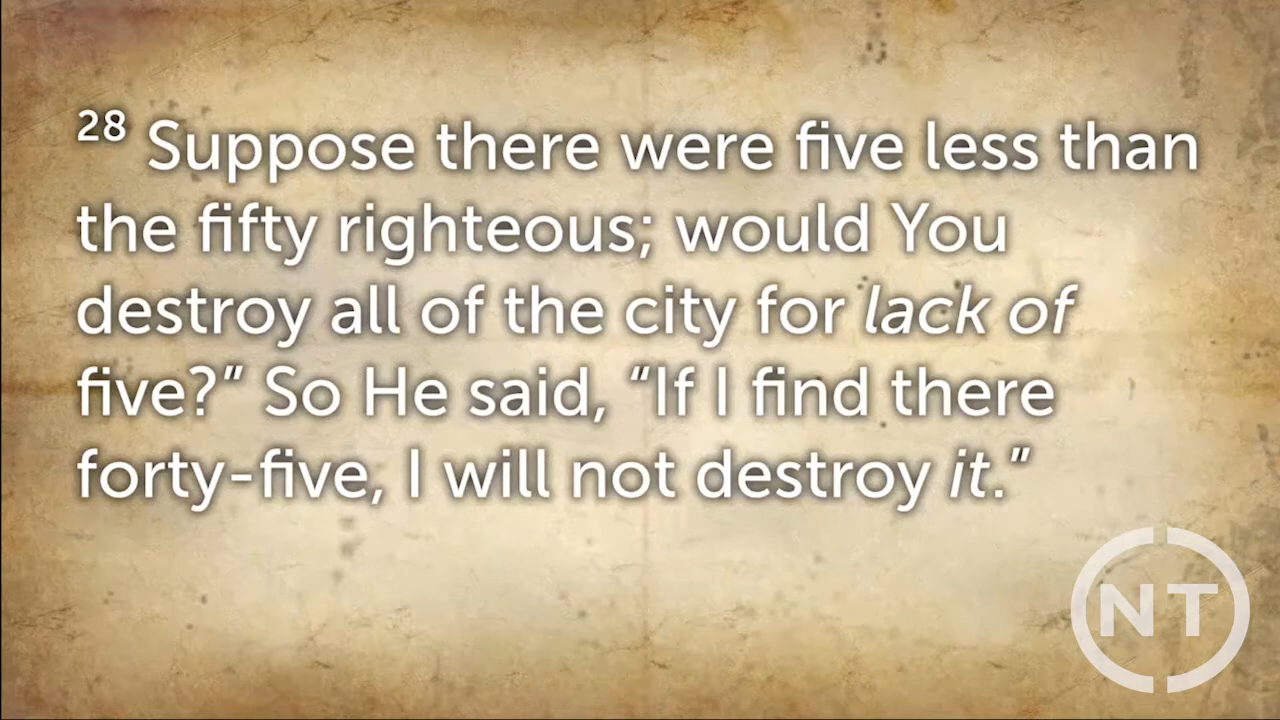 28 Suppose there were five less than
the fifty righteous; would You
destroy all of the city for lack of
five?” So He said, “If I find there
forty-five, I will not destroy it.”
NT